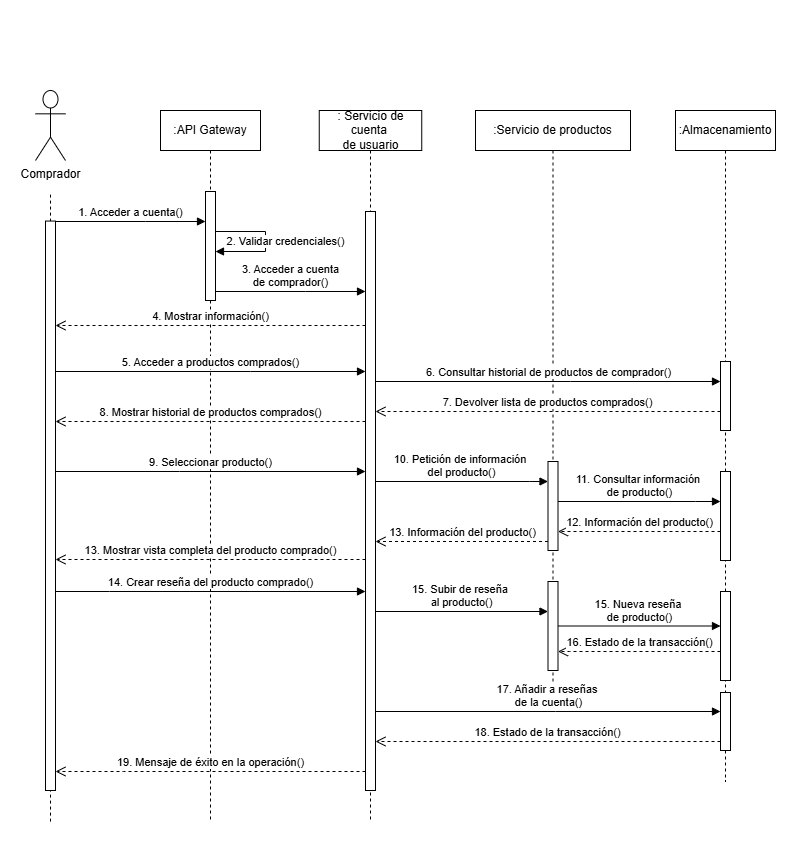 : Servicio de
cuenta
de usuario
:API Gateway
:Servicio de productos
:Almacenamiento
Comprador
1. Acceder a cuenta()
2. Validar credenciales()
3. Acceder a cuenta
de comprador()
4. Mostrar información()
5. Acceder a productos comprados()
6. Consultar historial de productos de comprador()
7. Devolver lista de productos comprados()
8. Mostrar historial de productos comprados()
9. Seleccionar producto()
10. Petición de información
del producto()
11. Consultar información
de producto()
12. Información del producto()
13. Información del producto()
13. Mostrar vista completa del producto comprado()
14. Crear reseña del producto comprado()
15. Subir de reseña
al producto()
15. Nueva reseña
de producto()
16. Estado de la transacción()
17. Añadir a reseñas
de la cuenta()
18. Estado de la transacción()
19. Mensaje de éxito en la operación()